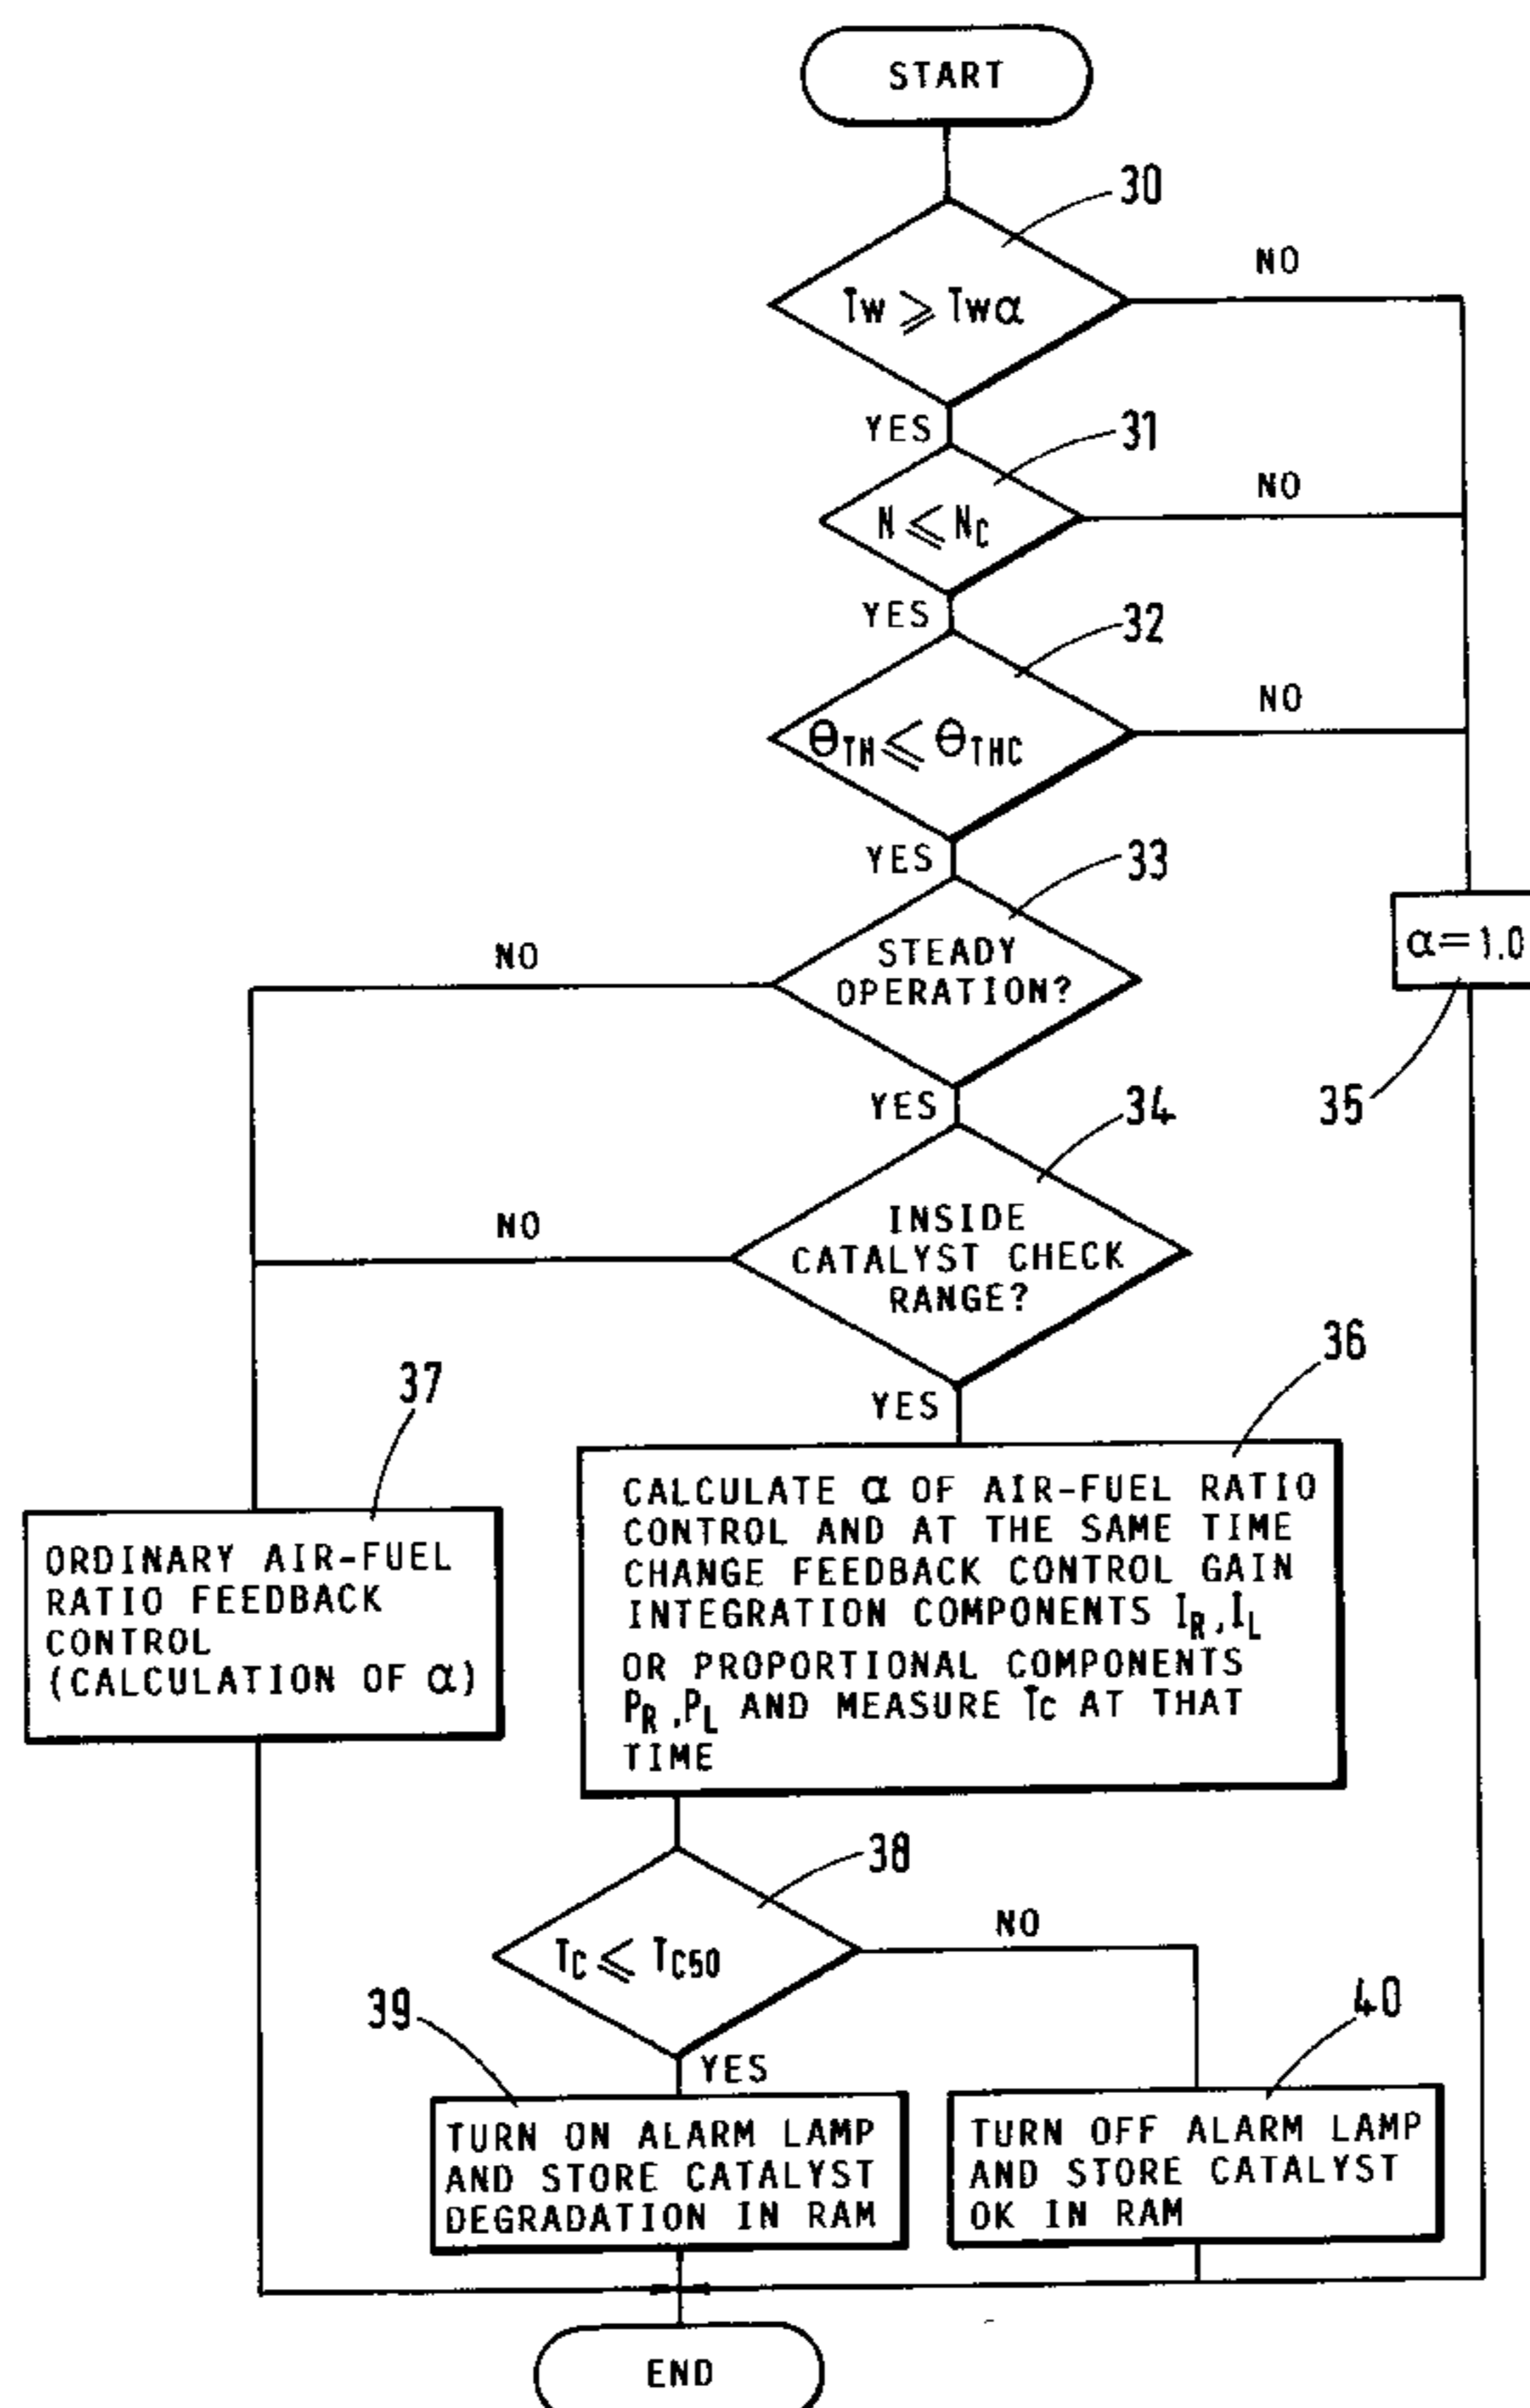 START
30
NO
Tw ≧ Twα
YES
31
NO
N ≦ NC
YES
32
NO
θTH ≦ θTHC
YES
33
NO
STEADY
OPERATION?
α=1.0
YES
35
34
NO
INSIDE
CATALYST CHECK
RANGE?
36
37
YES
CALCULATE α OF AIR-FUEL RATIO
CONTROL AND AT THE SAME TIME
CHANGE FEEDBACK CONTROL GAIN
INTEGRATION COMPONENTS IR,IL
OR PROPORTIONAL COMPONENTS
PR,PL AND MEASURE Tc AT THAT
TIME
ORDINARY AIR-FUEL
RATIO FEEDBACK
CONTROL
(CALCULATION OF α)
38
NO
TC ≦ TC50
39
40
YES
TURN ON ALARM LAMP
AND STORE CATALYST
DEGRADATION IN RAM
TURN OFF ALARM LAMP
AND STORE CATALYST
OK IN RAM
END